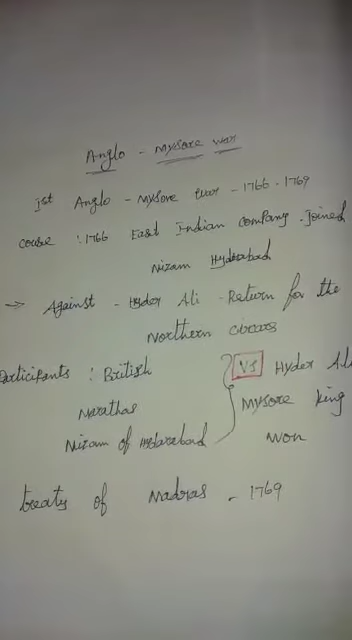 Anglo - Mysore war
Ist Anglo - Mysore war - 1766 - 1769
course : 1766 East Indian company Joined
Nizam Hyderabad
→ Against - Hyder Ali - Return for the
Northern circars
Participants : British
VS Hyder Ali
Marathas
Mysore king
Nizam of Hyderabad
won
treaty of Madras - 1769